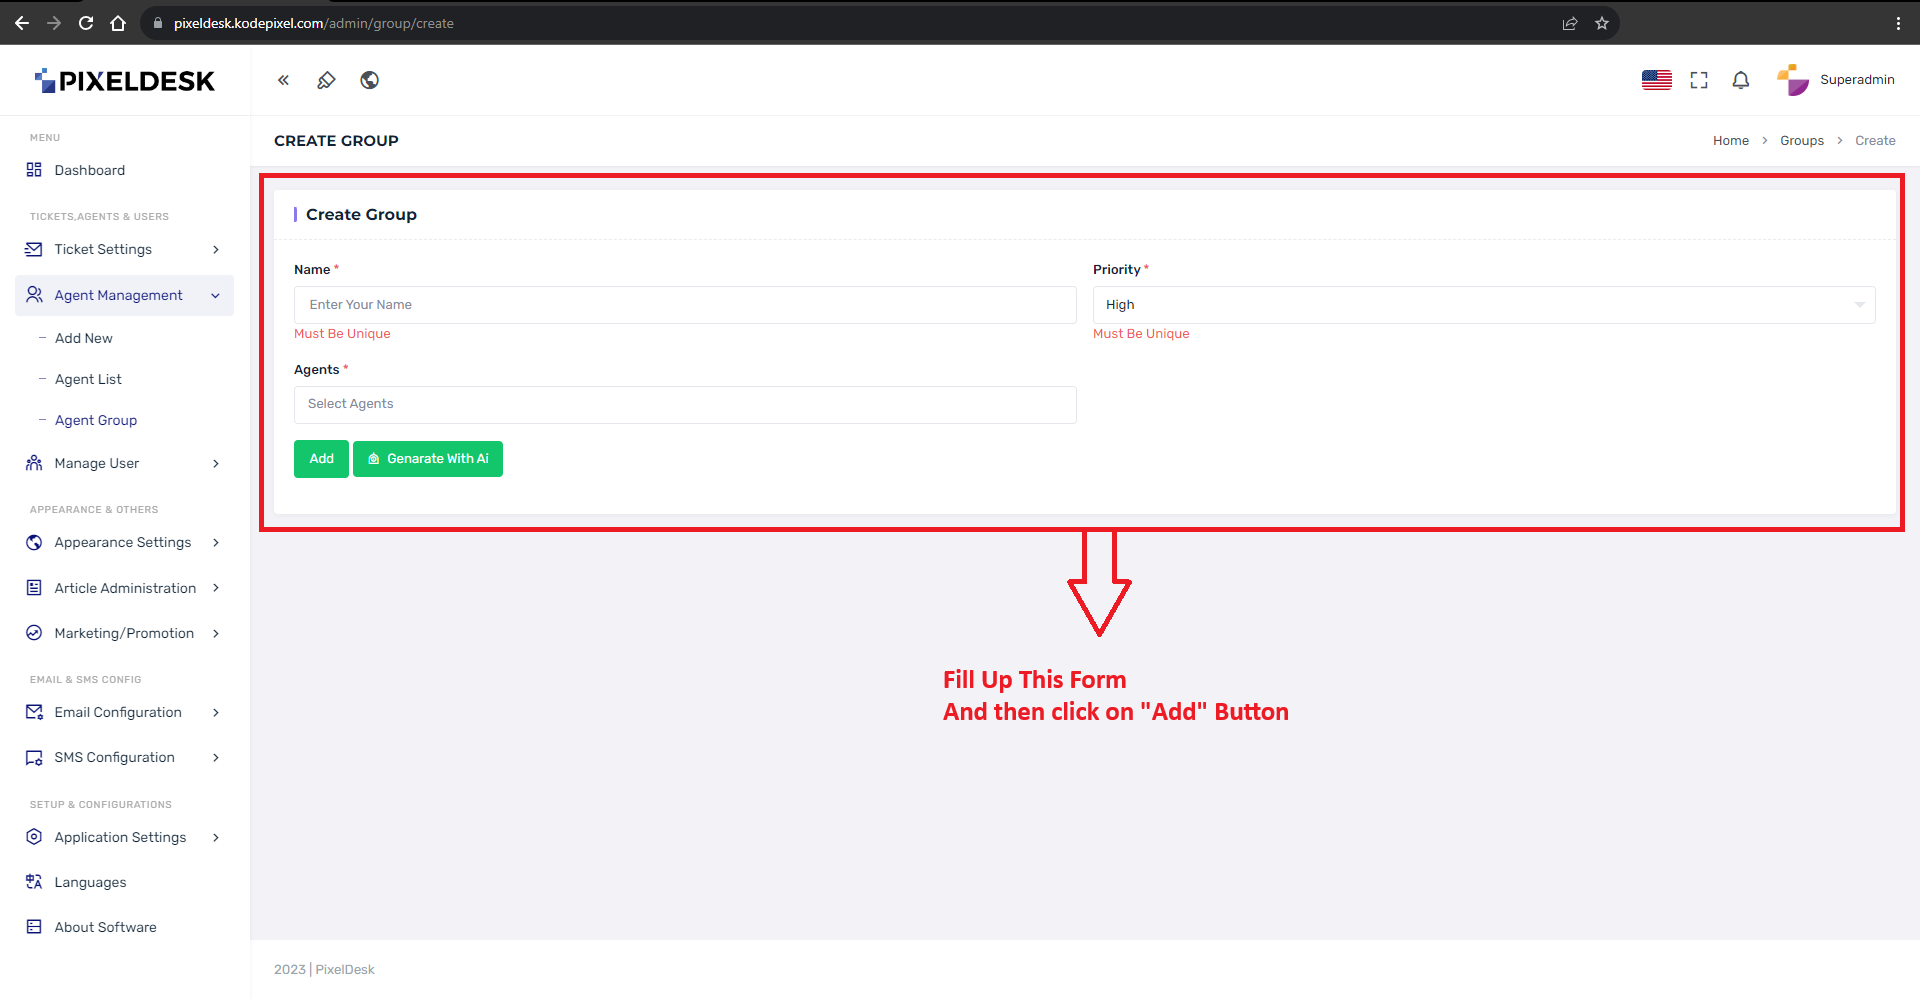 pixeldesk.kodepixel.com/admin/group/create
PIXELDESK
Superadmin
MENU
Dashboard
TICKETS,AGENTS & USERS
Ticket Settings
Agent Management
Add New
Agent List
Agent Group
Manage User
APPEARANCE & OTHERS
Appearance Settings
Article Administration
Marketing/Promotion
EMAIL & SMS CONFIG
Email Configuration
SMS Configuration
SETUP & CONFIGURATIONS
Application Settings
Languages
About Software
CREATE GROUP
Home > Groups > Create
Create Group
Name *
Enter Your Name
Must Be Unique
Priority *
High
Must Be Unique
Agents *
Select Agents
Add
Genarate With Ai
Fill Up This Form
And then click on "Add" Button
2023 | PixelDesk